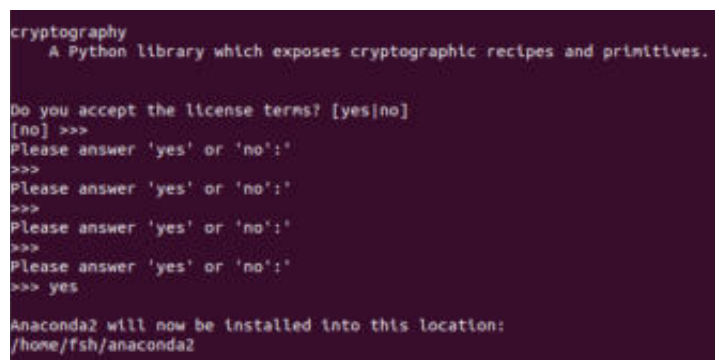 cryptography
A Python library which exposes cryptographic recipes and primitives.
Do you accept the license terms? [yes|no]
[no] >>>
Please answer 'yes' or 'no':'
>>>
Please answer 'yes' or 'no':'
>>>
Please answer 'yes' or 'no':'
>>>
Please answer 'yes' or 'no':'
>>> yes
Anaconda2 will now be installed into this location:
/home/fsh/anaconda2